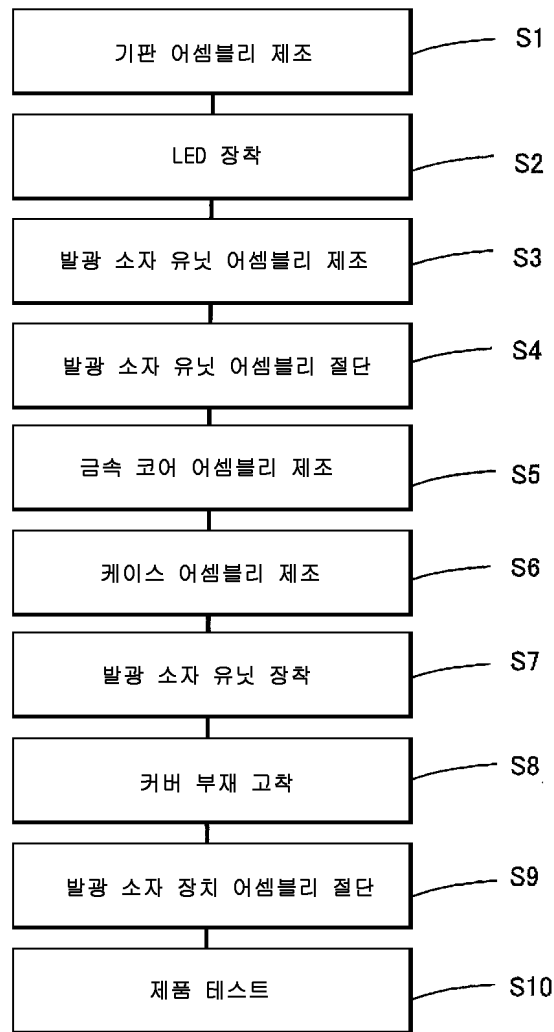 기판 어셈블리 제조
S1
LED 장착
S2
발광 소자 유닛 어셈블리 제조
S3
발광 소자 유닛 어셈블리 절단
S4
금속 코어 어셈블리 제조
S5
케이스 어셈블리 제조
S6
발광 소자 유닛 장착
S7
커버 부재 고착
S8
발광 소자 장치 어셈블리 절단
S9
제품 테스트
S10